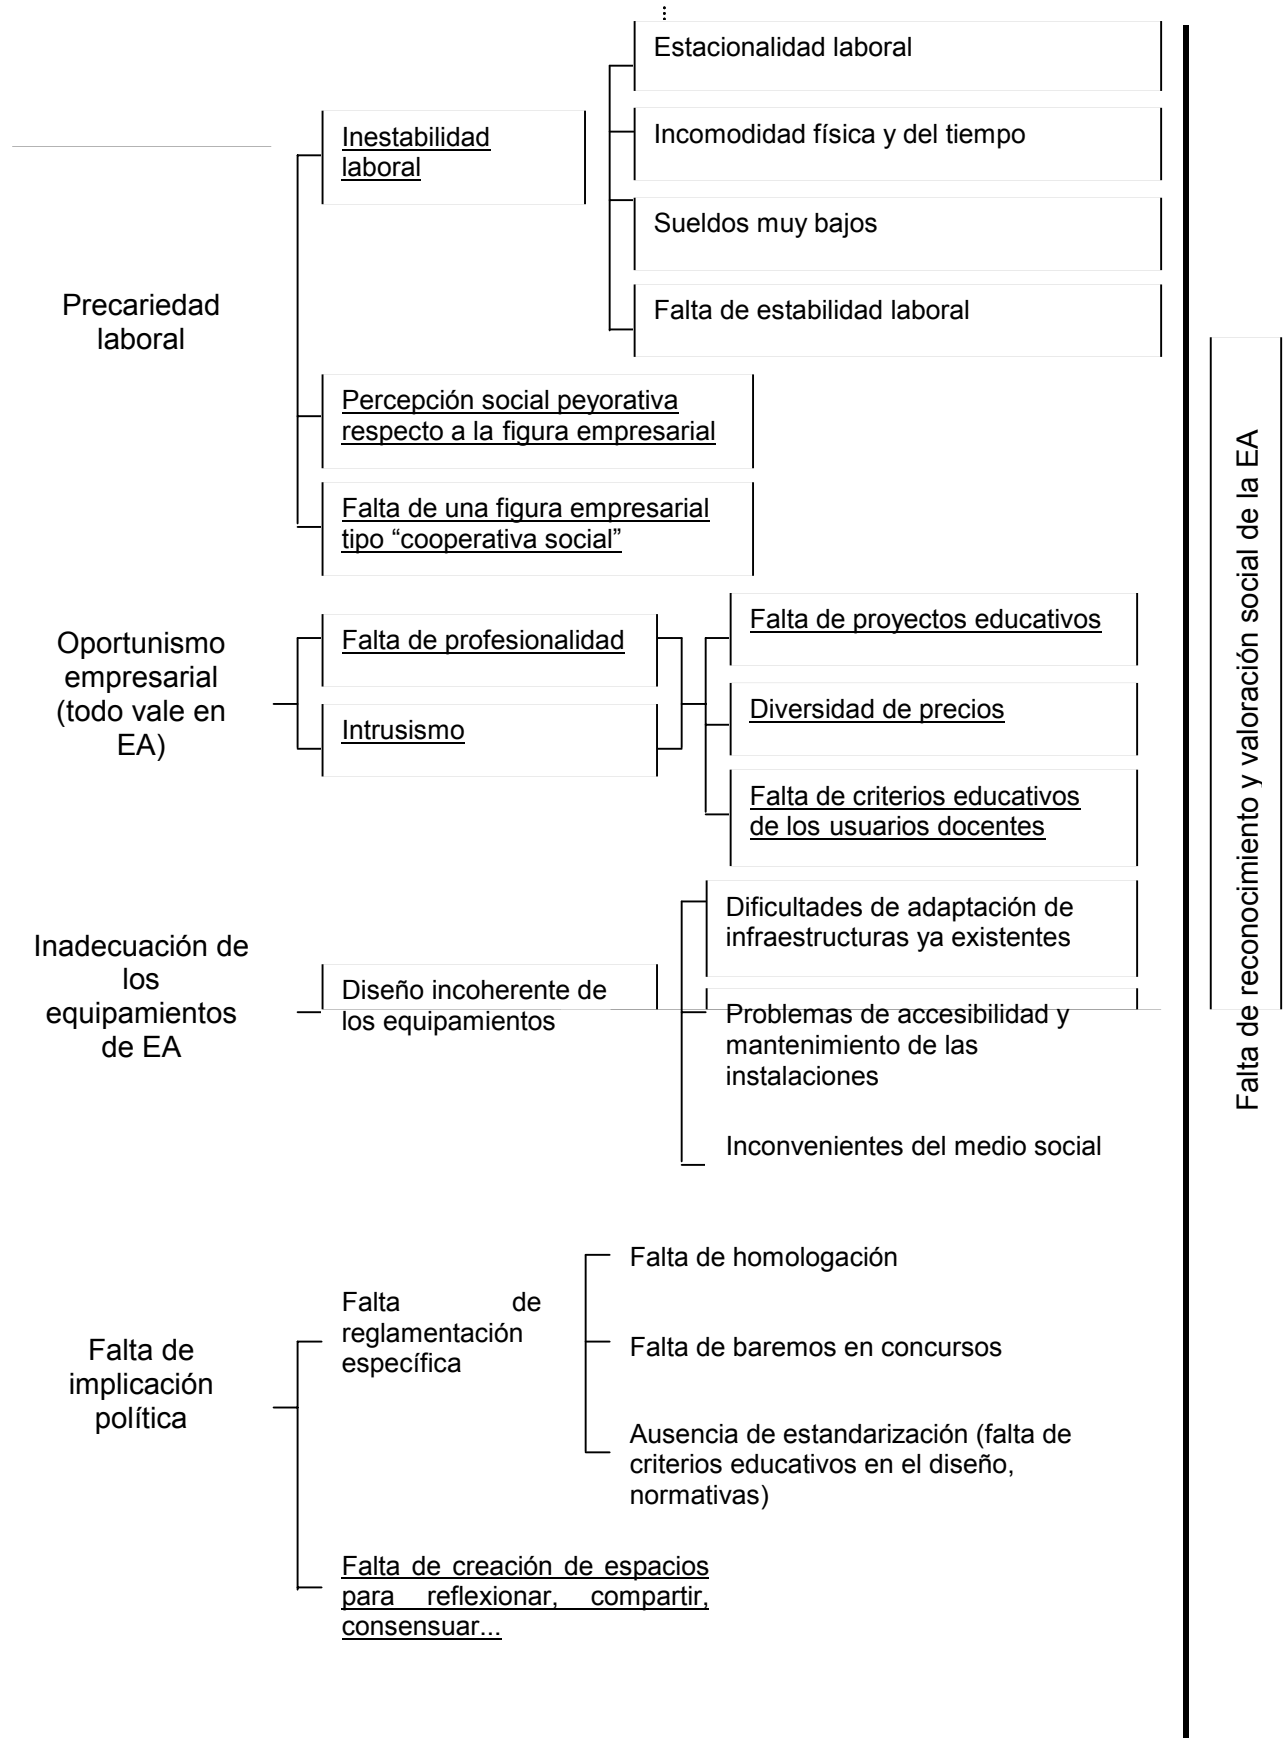 Estacionalidad laboral
Inestabilidad
laboral
Incomodidad física y del tiempo
Sueldos muy bajos
Precariedad
laboral
Falta de estabilidad laboral
Percepción social peyorativa
respecto a la figura empresarial
Falta de una figura empresarial
tipo “cooperativa social”
Oportunismo
empresarial
(todo vale en
EA)
Falta de profesionalidad
Intrusismo
Falta de proyectos educativos
Diversidad de precios
Falta de criterios educativos
de los usuarios docentes
Inadecuación de
los
equipamientos
de EA
Diseño incoherente de
los equipamientos
Dificultades de adaptación de
infraestructuras ya existentes
Problemas de accesibilidad y
mantenimiento de las
instalaciones
Inconvenientes del medio social
Falta de
implicación
política
Falta de
reglamentación
específica
Falta de homologación
Falta de baremos en concursos
Ausencia de estandarización (falta de
criterios educativos en el diseño,
normativas)
Falta de creación de espacios
para reflexionar, compartir,
consensuar...
Falta de reconocimiento y valoración social de la EA